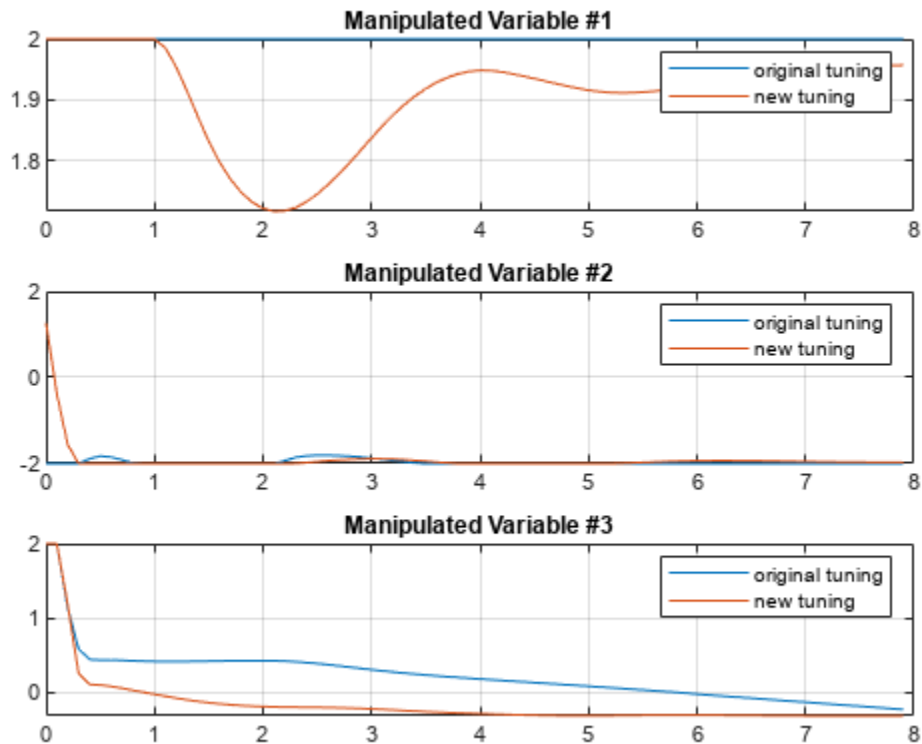 Manipulated Variable #1
2
1.9
1.8
original tuning
new tuning
0 1 2 3 4 5 6 7 8
Manipulated Variable #2
2
0
-2
original tuning
new tuning
0 1 2 3 4 5 6 7 8
Manipulated Variable #3
2
1
0
original tuning
new tuning
0 1 2 3 4 5 6 7 8